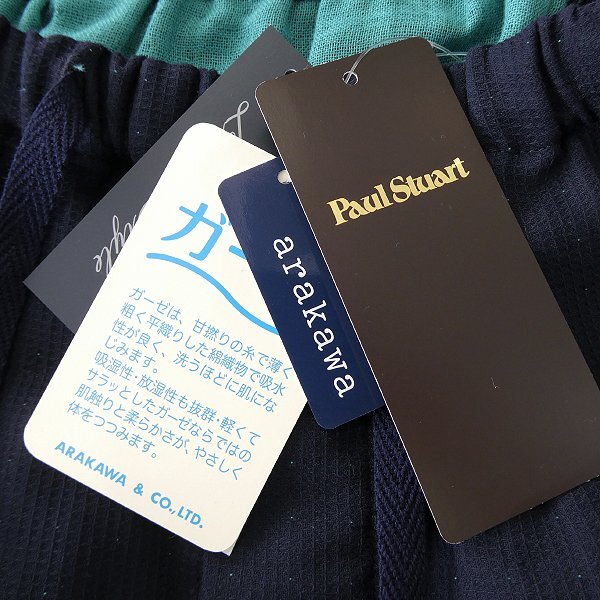 Paul Stuart
arakawa
ガー
ガーゼは、甘撚りの糸で薄く
粗く平織りした綿織物で吸水
性が良く、洗うほどに肌にな
じみます。
吸湿性・放湿性も抜群・軽くて
サラッとしたガーゼならではの
肌触りと柔らかさが、やさしく
体をつつみます。
ARAKAWA & CO.,LTD.